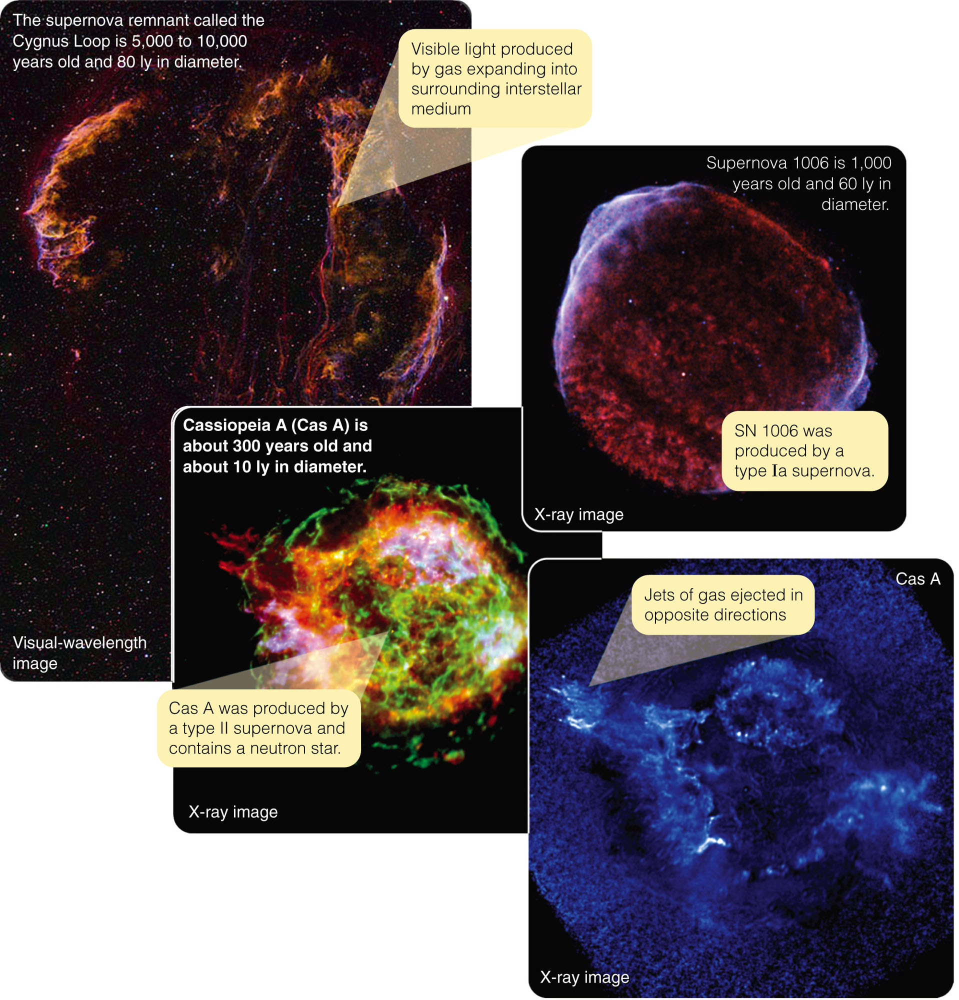 The supernova remnant called the
Cygnus Loop is 5,000 to 10,000
years old and 80 ly in diameter.
Visible light produced
by gas expanding into
surrounding interstellar
medium
Visual-wavelength
image
Supernova 1006 is 1,000
years old and 60 ly in
diameter.
SN 1006 was
produced by a
type Ia supernova.
X-ray image
Cassiopeia A (Cas A) is
about 300 years old and
about 10 ly in diameter.
Cas A was produced by
a type II supernova and
contains a neutron star.
X-ray image
Cas A
Jets of gas ejected in
opposite directions
X-ray image